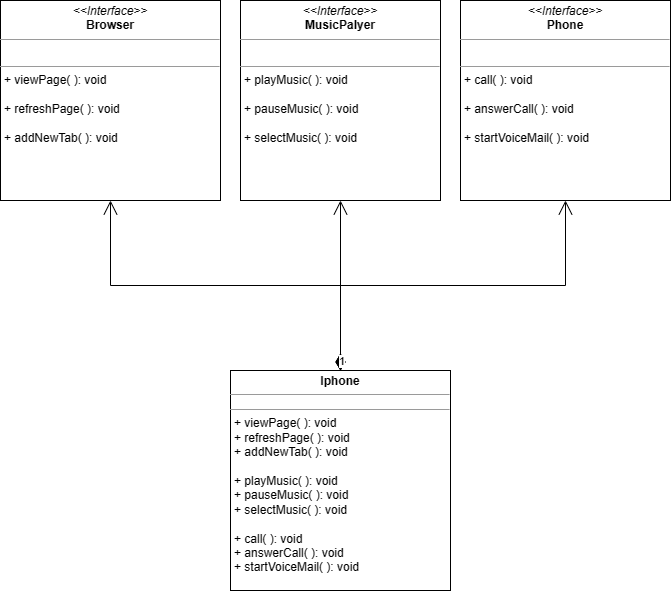 <<Interface>>
Browser
+ viewPage( ): void
+ refreshPage( ): void
+ addNewTab( ): void
<<Interface>>
MusicPalyer
+ playMusic( ): void
+ pauseMusic( ): void
+ selectMusic( ): void
<<Interface>>
Phone
+ call( ): void
+ answerCall( ): void
+ startVoiceMail( ): void
1
Iphone
+ viewPage( ): void
+ refreshPage( ): void
+ addNewTab( ): void
+ playMusic( ): void
+ pauseMusic( ): void
+ selectMusic( ): void
+ call( ): void
+ answerCall( ): void
+ startVoiceMail( ): void